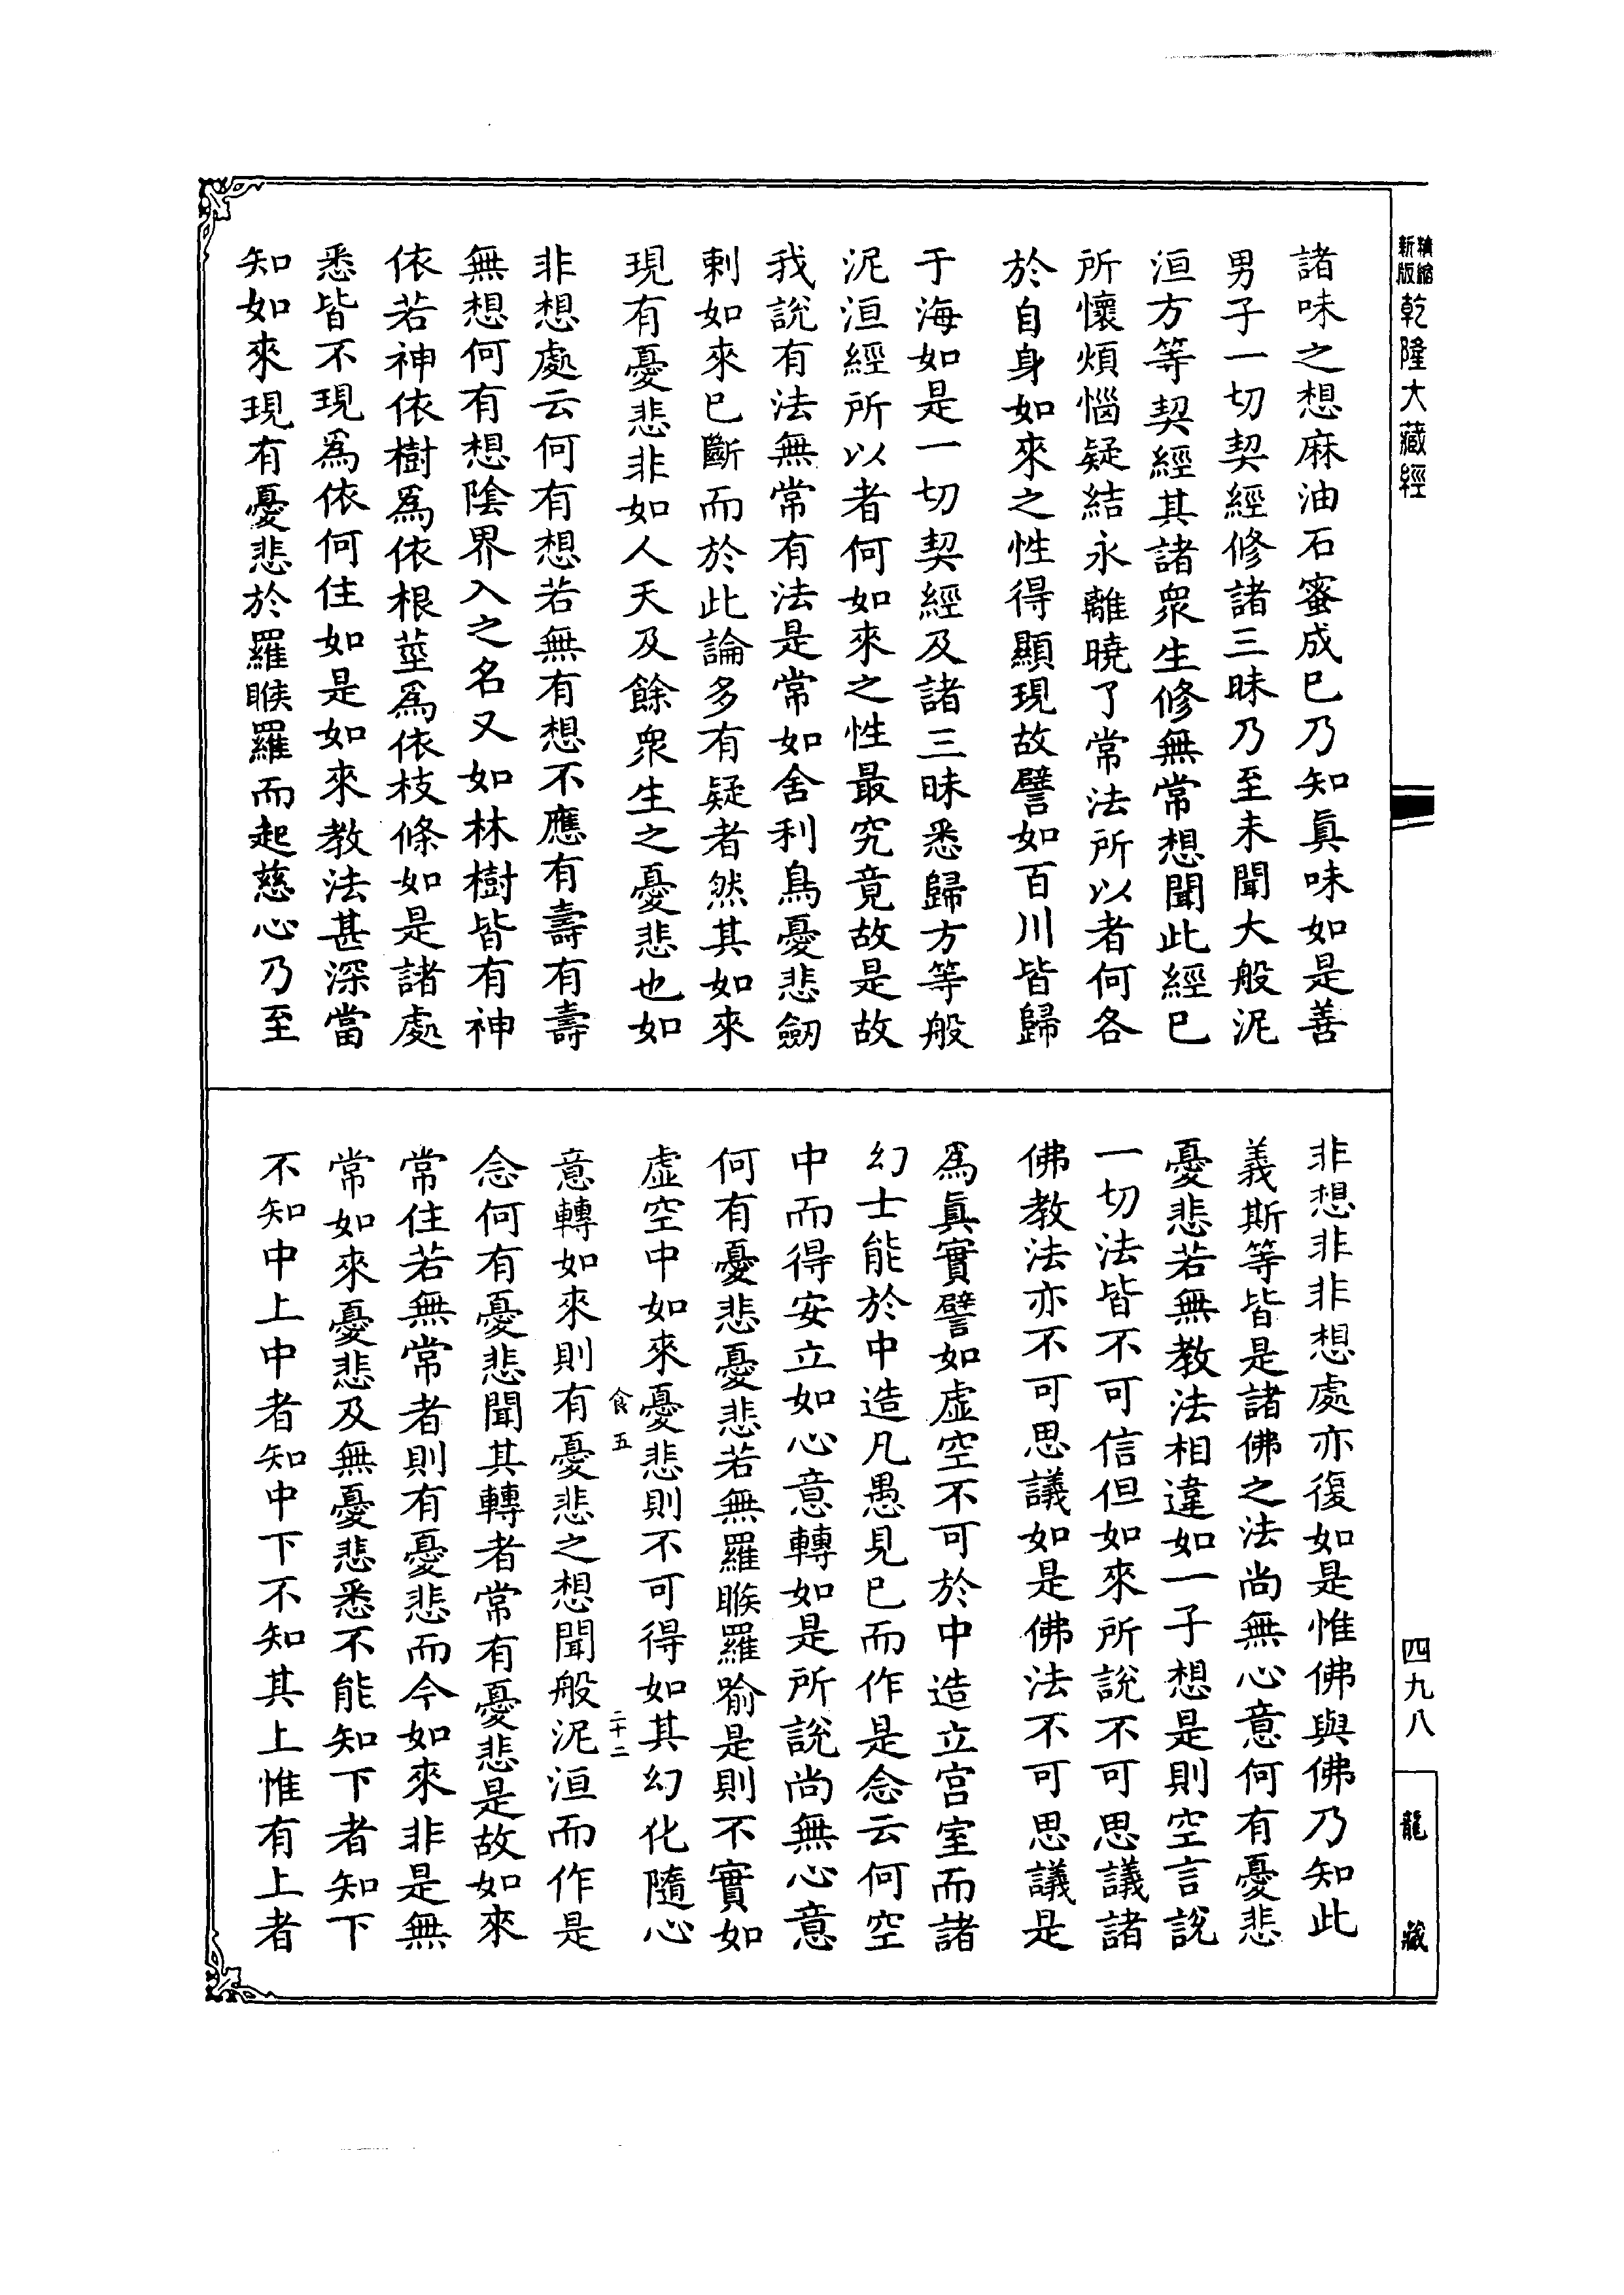 精縮新版乾隆大藏經
四九八
龍藏
諸味之想麻油石蜜成已乃知真味如是善
男子一切契經修諸三昧乃至未聞大般泥
洹方等契經其諸眾生修無常想聞此經已
所懷煩惱疑結永離曉了常法所以者何各
於自身如來之性得顯現故譬如百川皆歸
于海如是一切契經及諸三昧悉歸方等般
泥洹經所以者何如來之性最究竟故是故
我說有法無常有法是常如舍利鳥憂悲劒
刺如來已斷而於此論多有疑者然其如來
現有憂悲非如人天及餘眾生之憂悲也如
非想處云何有想若無有想不應有壽有壽
無想何有想陰界入之名又如林樹皆有神
依若神依樹為依根莖為依枝條如是諸處
悉皆不現為依何住如是如來教法甚深當
知如來現有憂悲於羅睺羅而起慈心乃至
非想非非想處亦復如是惟佛與佛乃知此
義斯等皆是諸佛之法尚無心意何有憂悲
憂悲若無教法相違如一子想是則空言說
一切法皆不可信但如來所說不可思議諸
佛教法亦不可思議如是佛法不可思議是
為真實譬如虛空不可於中造立宮室而諸
幻士能於中造凡愚見已而作是念云何空
中而得安立如心意轉如是所說尚無心意
何有憂悲憂悲若無羅睺羅喻是則不實如
虛空中如來憂悲則不可得如其幻化隨心
食五 二十二
意轉如來則有憂悲之想聞般泥洹而作是
念何有憂悲聞其轉者常有憂悲是故如來
常住若無常者則有憂悲而今如來非是無
常如來憂悲及無憂悲悉不能知下者知下
不知中上中者知中下不知其上惟有上者